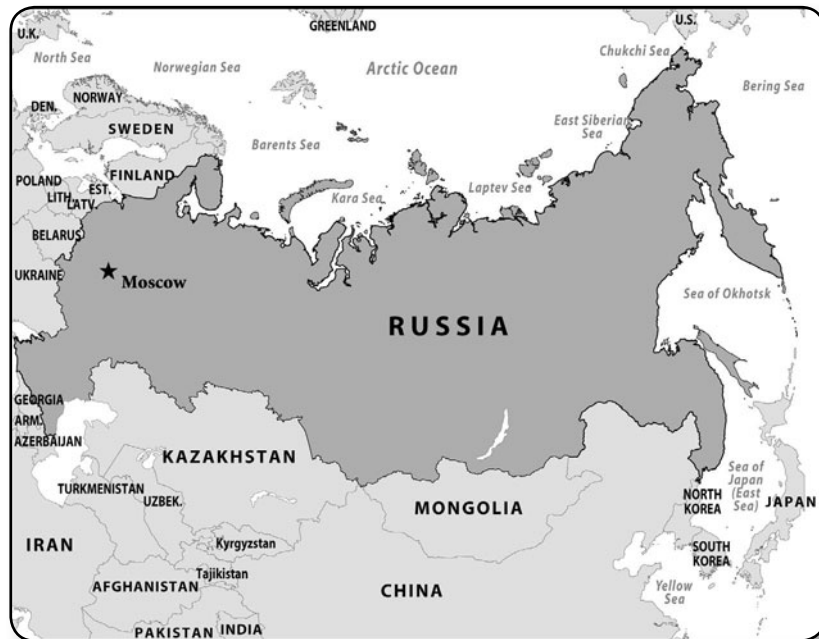 GREENLAND
U.S.
U.K.
Chukchi Sea
North Sea
Norwegian Sea
Arctic Ocean
Bering Sea
NORWAY
DEN.
SWEDEN
East Siberian
Sea
Barents Sea
FINLAND
POLAND
EST.
LITH.
LATV.
Kara Sea
Laptev Sea
BELARUS
UKRAINE
Moscow
Sea of Okhotsk
RUSSIA
GEORGIA
ARM.
AZERBAIJAN
KAZAKHSTAN
TURKMENISTAN
UZBEK.
MONGOLIA
Sea of
Japan
(East
Sea)
NORTH
KOREA
JAPAN
IRAN
Kyrgyzstan
SOUTH
KOREA
Tajikistan
AFGHANISTAN
CHINA
Yellow
Sea
PAKISTAN
INDIA